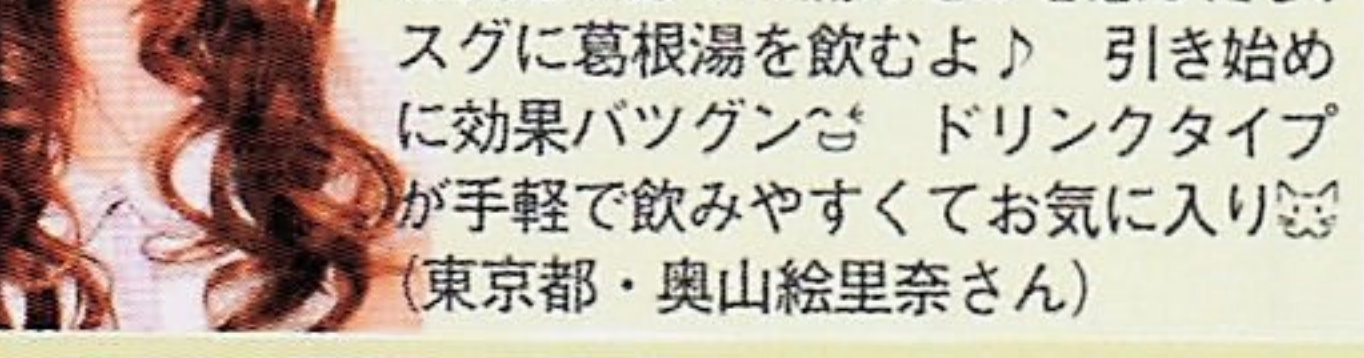 スグに葛根湯を飲むよ♪　引き始め
に効果バツグン　ドリンクタイプ
が手軽で飲みやすくてお気に入り
（東京都・奥山絵里奈さん）